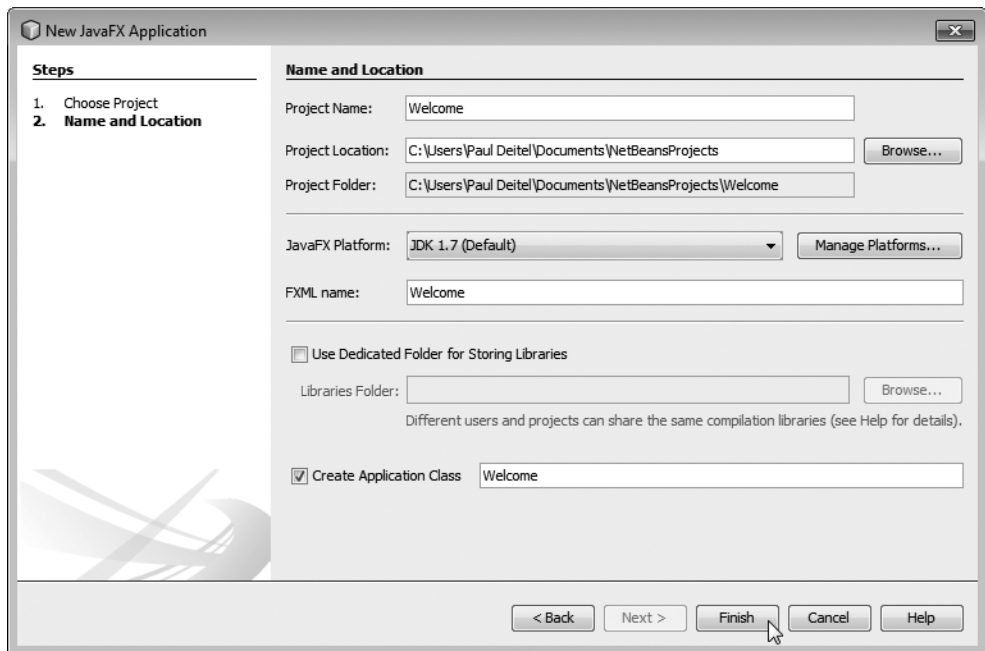 New JavaFX Application
Steps
1. Choose Project
2. Name and Location
Name and Location
Project Name: Welcome
Project Location: C:\Users\Paul Deitel\Documents\NetBeansProjects Browse...
Project Folder: C:\Users\Paul Deitel\Documents\NetBeansProjects\Welcome
JavaFX Platform: JDK 1.7 (Default) Manage Platforms...
FXML name: Welcome
Use Dedicated Folder for Storing Libraries
Libraries Folder: Browse...
Different users and projects can share the same compilation libraries (see Help for details).
Create Application Class Welcome
< Back Next > Finish Cancel Help